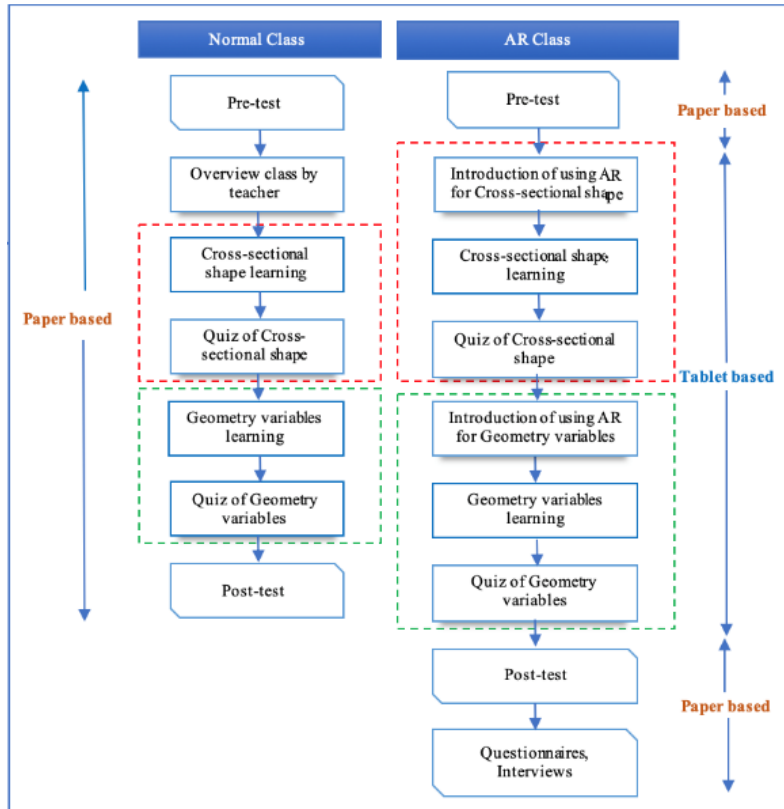 Normal Class
AR Class
Pre-test
Overview class by
teacher
Cross-sectional
shape learning
Quiz of Cross-
sectional shape
Geometry variables
learning
Quiz of Geometry
variables
Post-test
Paper based
Pre-test
Introduction of using AR
for Cross-sectional shape
Cross-sectional shape
learning
Quiz of Cross-sectional
shape
Introduction of using AR
for Geometry variables
Geometry variables
learning
Quiz of Geometry
variables
Post-test
Questionnaires,
Interviews
Paper based
Tablet based
Paper based